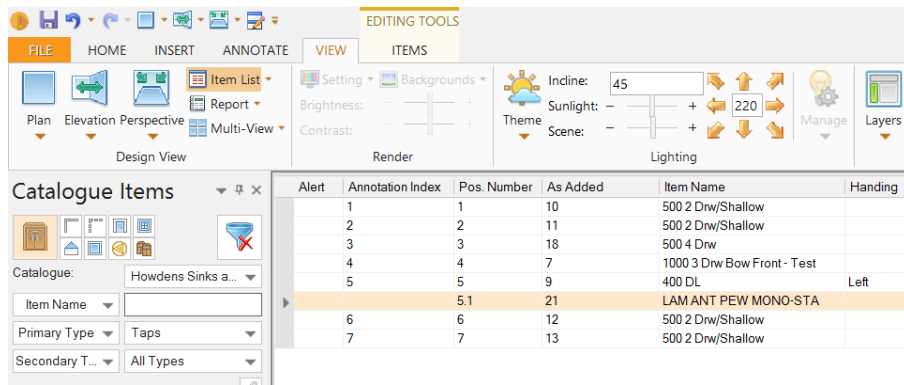 EDITING TOOLS
FILE HOME INSERT ANNOTATE VIEW ITEMS
Plan Elevation Perspective
Item List
Report
Multi-View
Design View
Setting Backgrounds
Brightness:
Contrast:
Render
Theme
Incline: 45
Sunlight: 220
Scene:
Manage
Lighting
Layers
Catalogue Items
Catalogue: Howdens Sinks a...
Item Name
Primary Type Taps
Secondary T... All Types
Alert Annotation Index Pos. Number As Added Item Name Handing
1 1 10 500 2 Drw/Shallow
2 2 11 500 2 Drw/Shallow
3 3 18 500 4 Drw
4 4 7 1000 3 Drw Bow Front - Test
5 5 9 400 DL Left
5.1 21 LAM ANT PEW MONO-STA
6 6 12 500 2 Drw/Shallow
7 7 13 500 2 Drw/Shallow